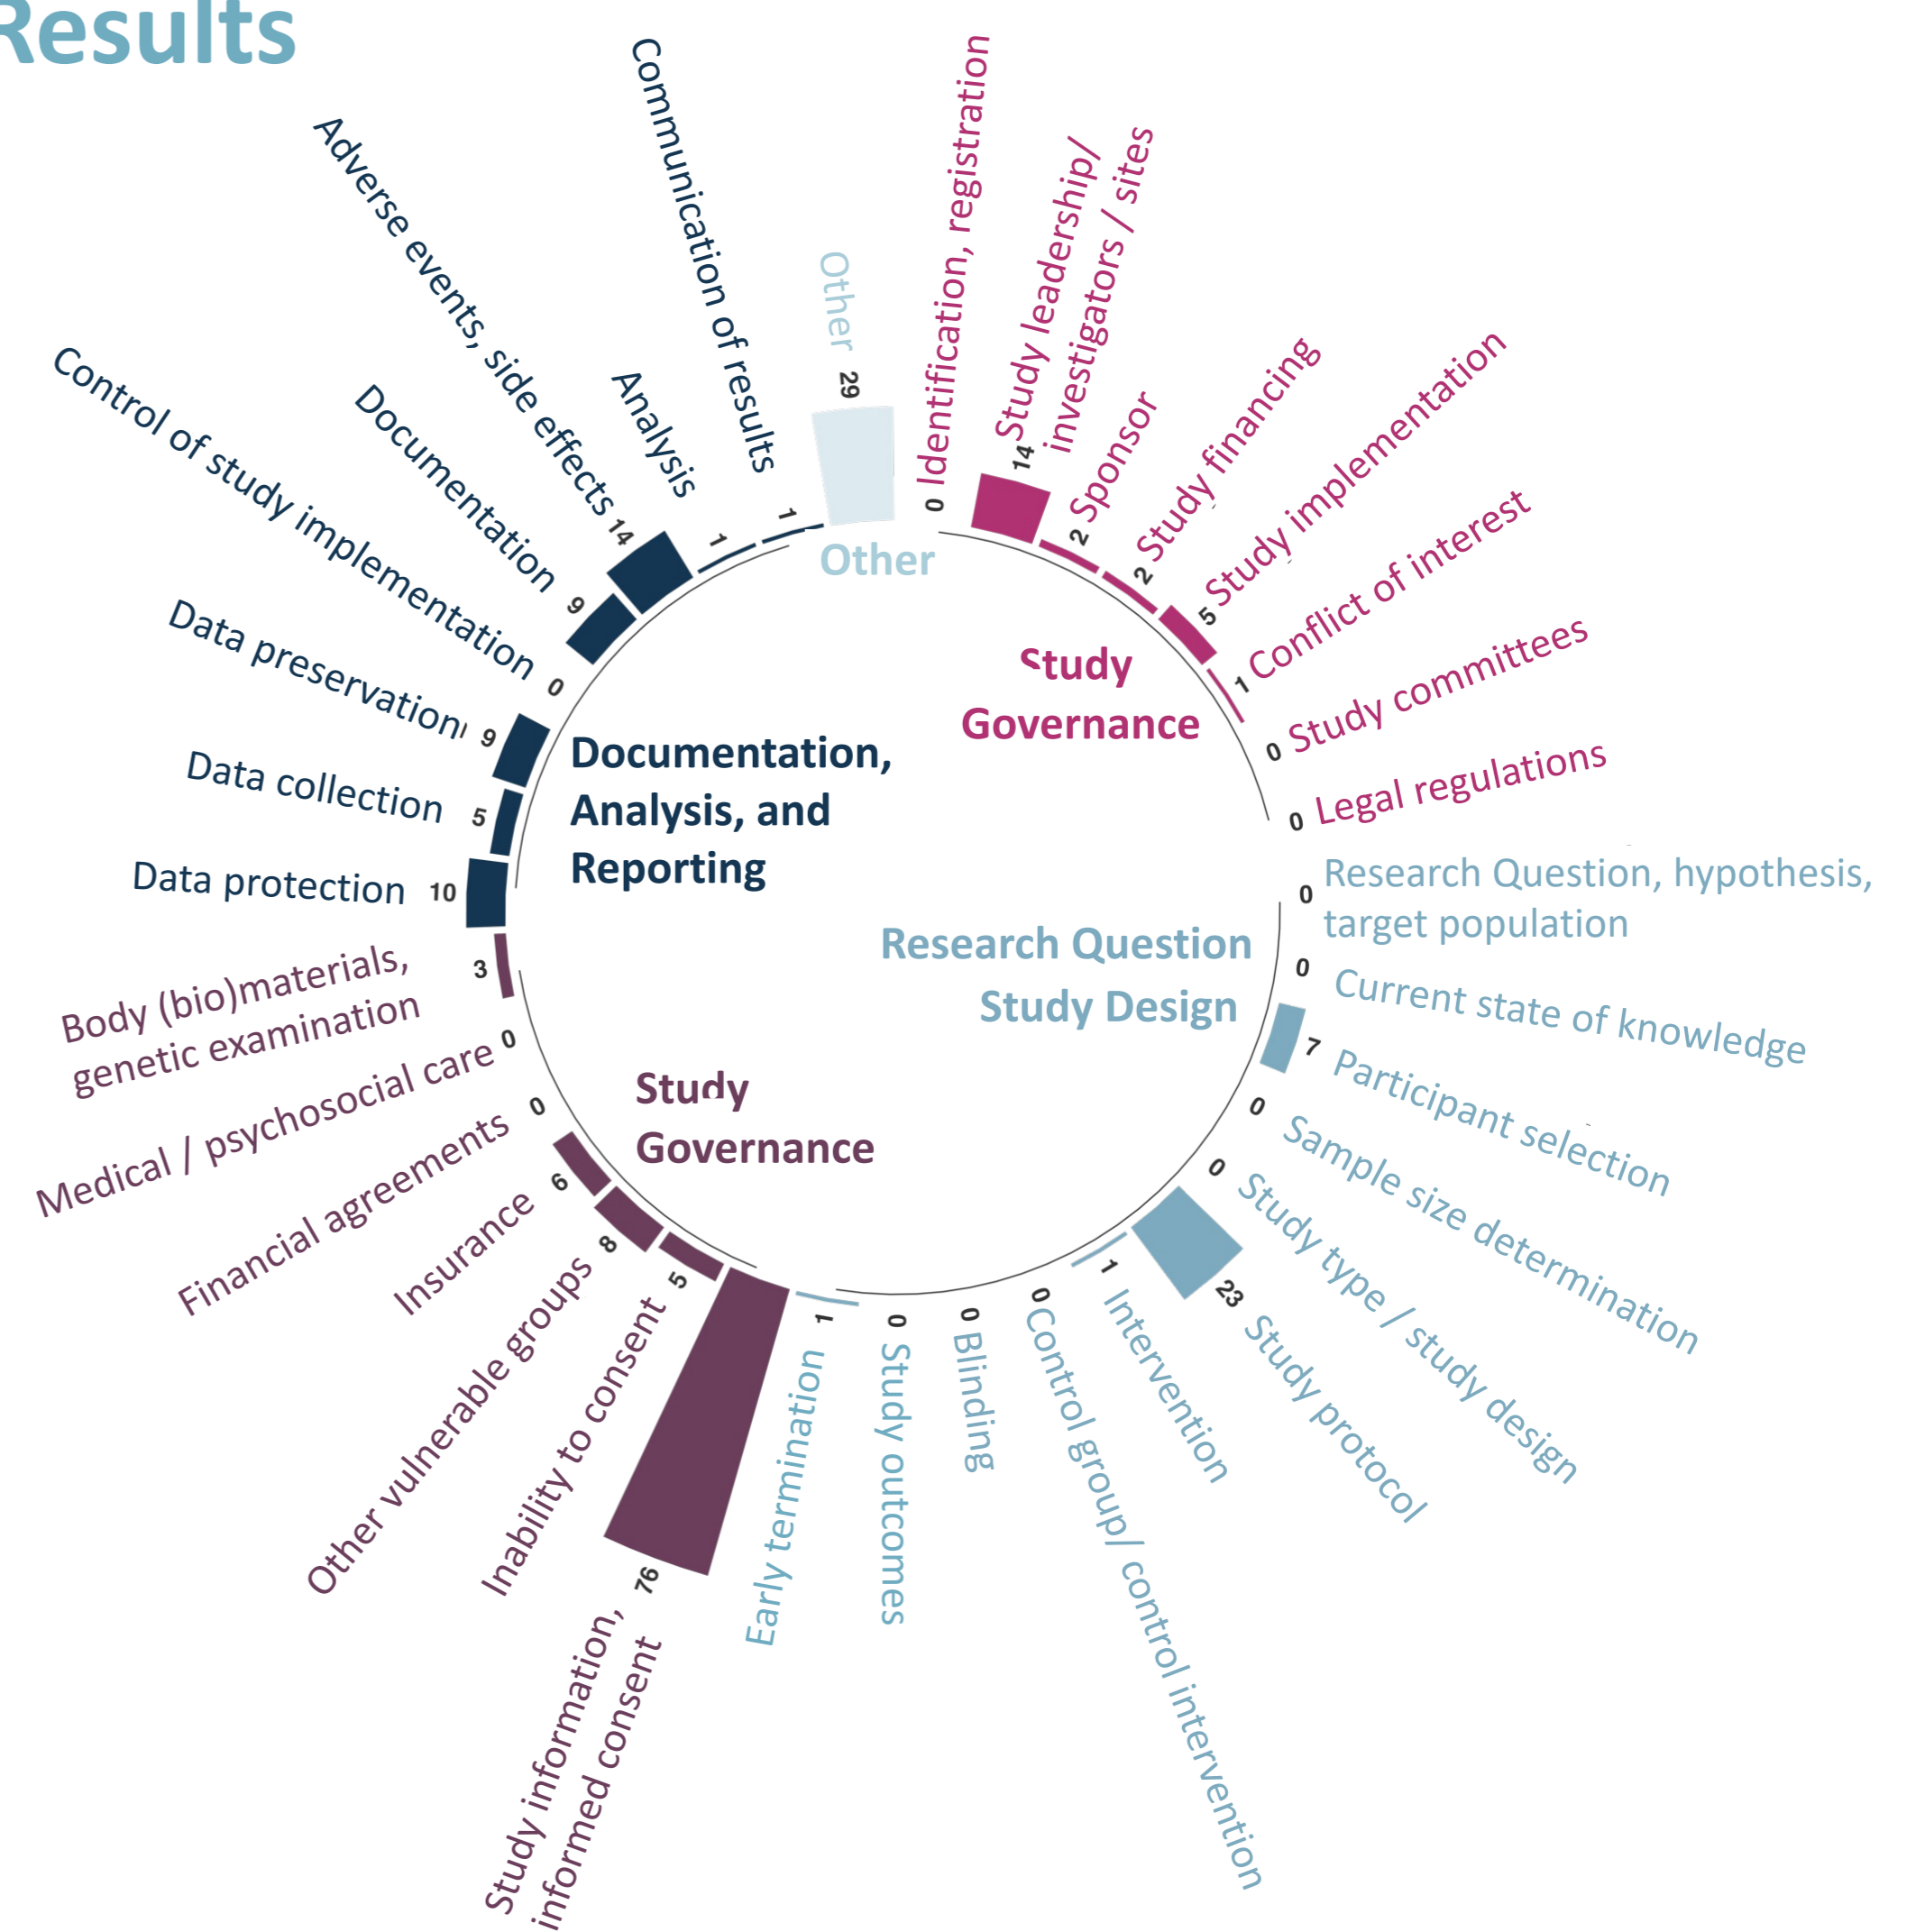 Results
Identification, registration
0
Study leadership/
investigators / sites
14
Sponsor
2
Study financing
2
Study implementation
5
Conflict of interest
1
Study committees
0
Legal regulations
0
Study
Governance
Research Question, hypothesis,
target population
0
Current state of knowledge
0
Participant selection
7
Sample size determination
0
Study type / study design
0
Study protocol
23
Intervention
1
Control group/ control intervention
0
Blinding
0
Study outcomes
0
Early termination
1
Research Question
Study Design
Study information,
informed consent
76
Inability to consent
5
Other vulnerable groups
8
Insurance
6
Financial agreements
0
Medical / psychosocial care
0
Body (bio)materials,
genetic examination
3
Study
Governance
Data protection
10
Data collection
5
Data preservation
9
Control of study implementation
0
Documentation
9
Adverse events, side effects
14
Analysis
1
Communication of results
1
Documentation,
Analysis, and
Reporting
Other
29
Other